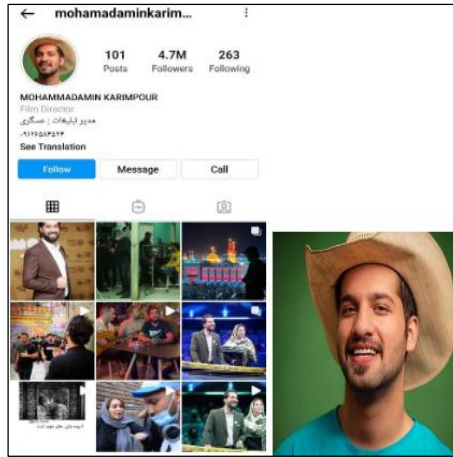 mohamadaminkarim...
101 4.7M 263
Posts Followers Following
MOHAMMADAMIN KARIMPOUR
Film Director
مدیر تبلیغات : عسگری
۰۹۱۲۶۵۸۴۵۲۴
See Translation
Follow Message Call